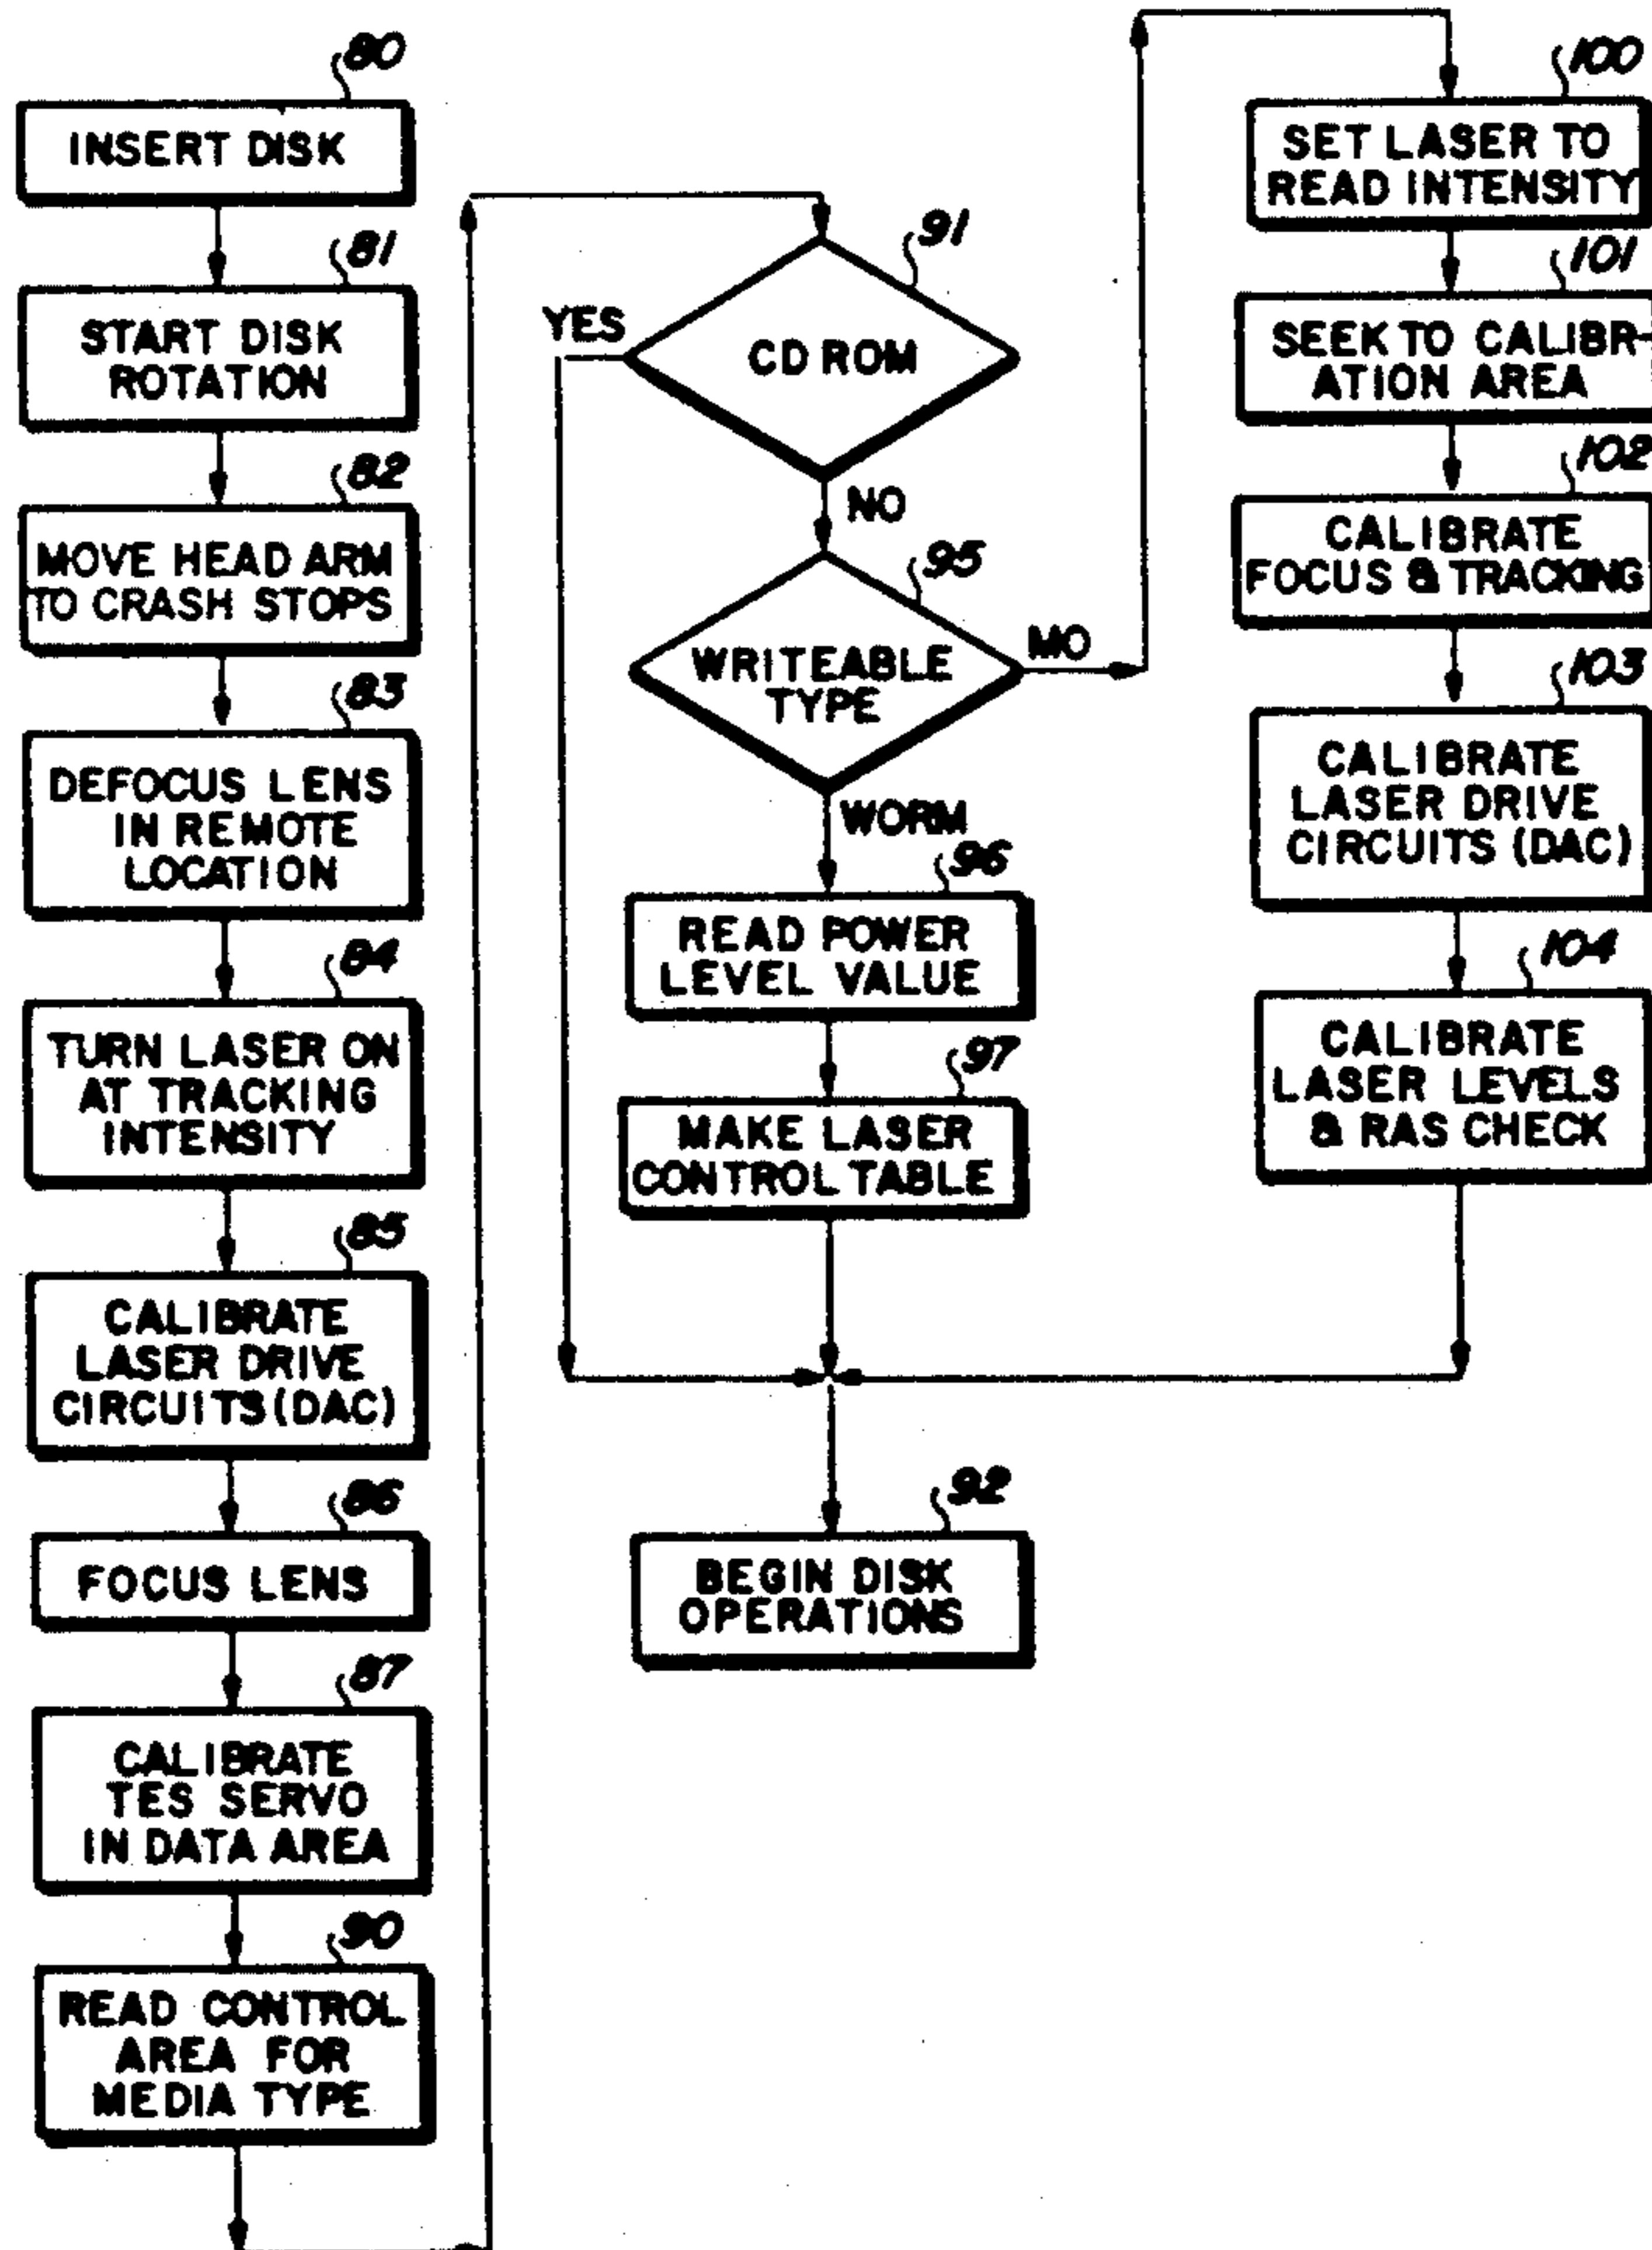 80
INSERT DISK
81
START DISK
ROTATION
82
MOVE HEAD ARM
TO CRASH STOPS
83
DEFOCUS LENS
IN REMOTE
LOCATION
84
TURN LASER ON
AT TRACKING
INTENSITY
85
CALIBRATE
LASER DRIVE
CIRCUITS (DAC)
86
FOCUS LENS
87
CALIBRATE
TES SERVO
IN DATA AREA
90
READ CONTROL
AREA FOR
MEDIA TYPE
91
YES
CD ROM
NO
95
WRITEABLE
TYPE
MO
WORM
96
READ POWER
LEVEL VALUE
97
MAKE LASER
CONTROL TABLE
92
BEGIN DISK
OPERATIONS
100
SET LASER TO
READ INTENSITY
101
SEEK TO CALIBR-
ATION AREA
102
CALIBRATE
FOCUS & TRACKING
103
CALIBRATE
LASER DRIVE
CIRCUITS (DAC)
104
CALIBRATE
LASER LEVELS
& RAS CHECK